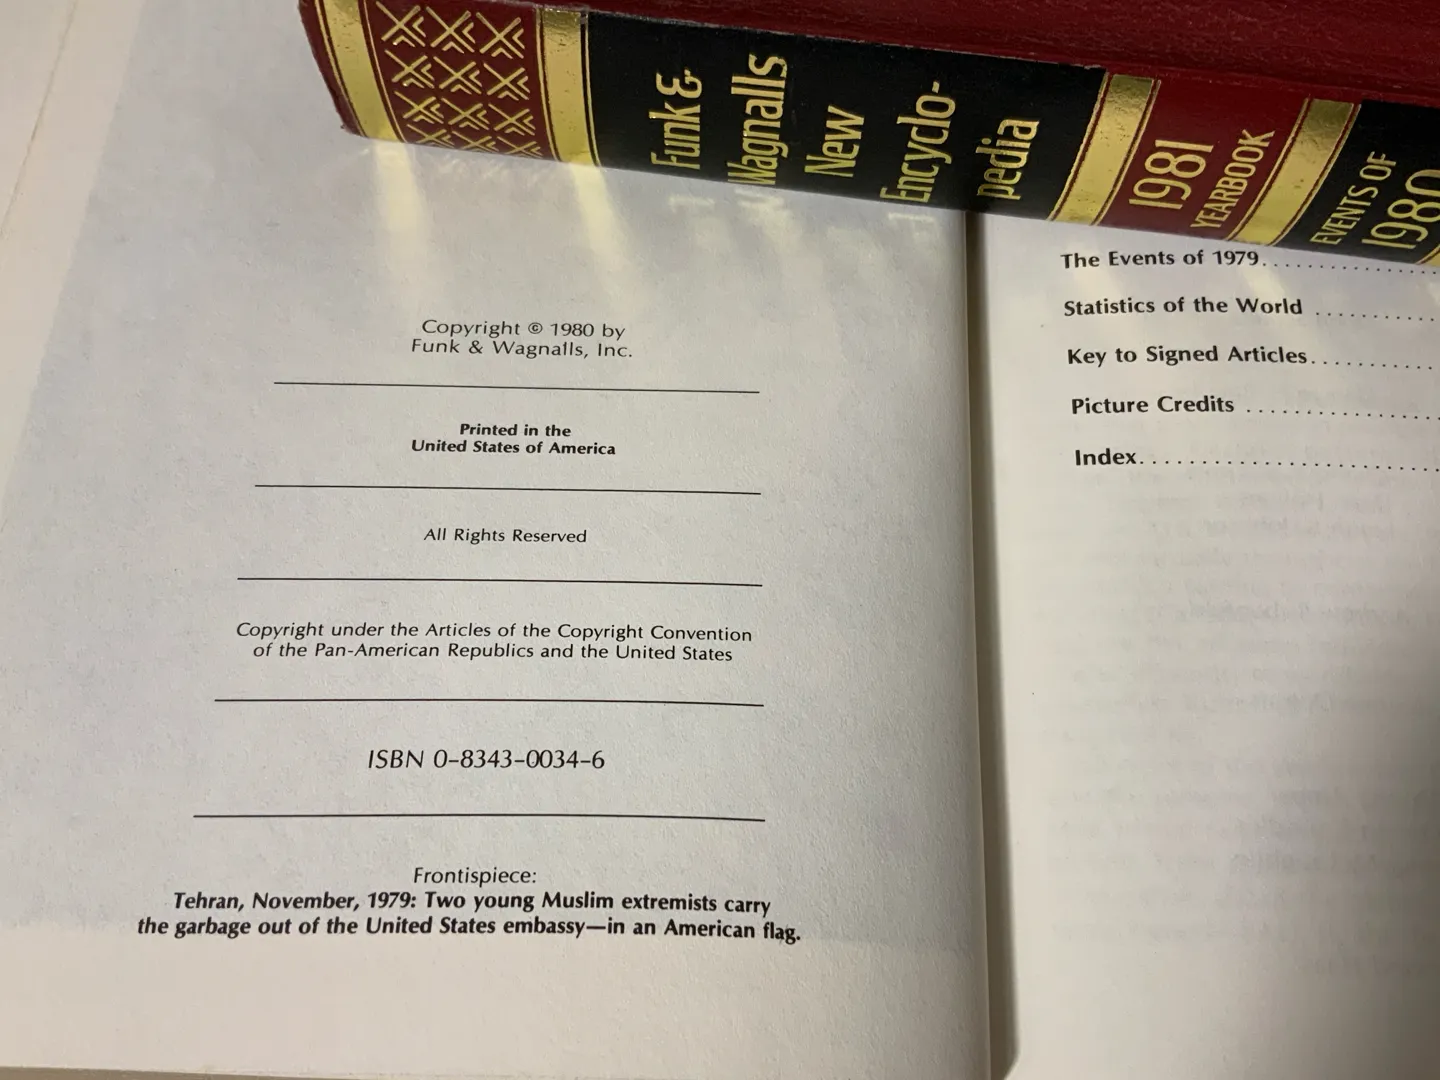 Funk &
Wagnalls
New
Encyclo-
pedia
1981
YEARBOOK
EVENTS OF
1980
Copyright © 1980 by
Funk & Wagnalls, Inc.
Printed in the
United States of America
All Rights Reserved
Copyright under the Articles of the Copyright Convention
of the Pan-American Republics and the United States
ISBN 0-8343-0034-6
Frontispiece:
Tehran, November, 1979: Two young Muslim extremists carry
the garbage out of the United States embassy—in an American flag.
The Events of 1979
Statistics of the World
Key to Signed Articles
Picture Credits
Index